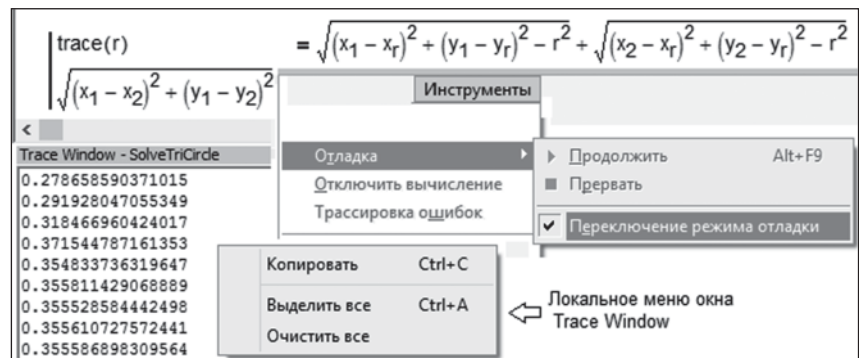 trace(r)
√(x₁ − x₂)² + (y₁ − y₂)² = √(x₁ − xᵣ)² + (y₁ − yᵣ)² − r² + √(x₂ − xᵣ)² + (y₂ − yᵣ)² − r²
Инструменты
Отладка
Отключить вычисление
Трассировка ошибок
Продолжить Alt+F9
Прервать
Переключение режима отладки
Trace Window - SolveTriCircle
0.278658590371015
0.291928047055349
0.318466960424017
0.371544787161353
0.354833736319647
0.355811429068889
0.355528584442498
0.355610727572441
0.355586898309564
Копировать Ctrl+C
Выделить все Ctrl+A
Очистить все
Локальное меню окна
Trace Window